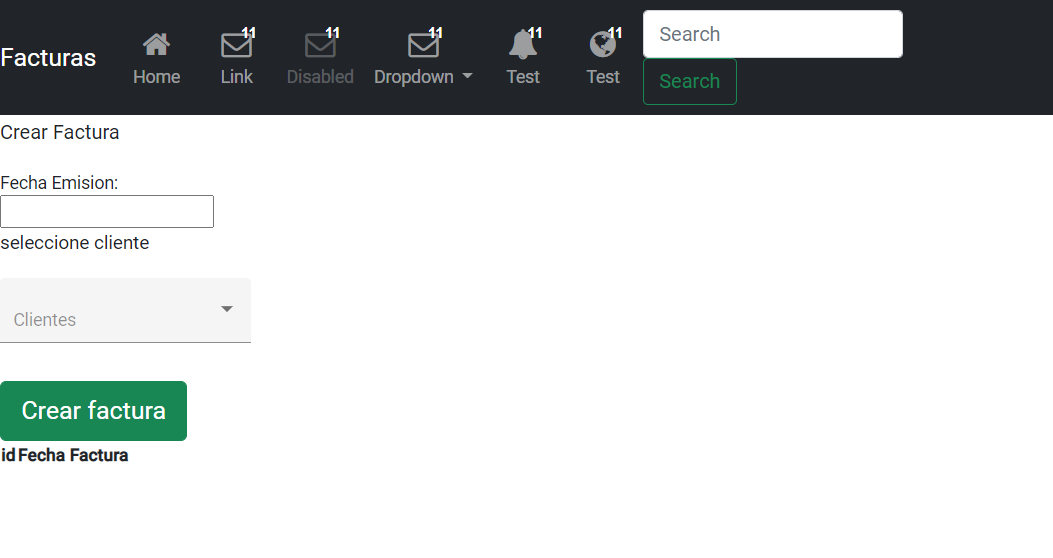 Facturas
11 11 11 11 11
Home Link Disabled Dropdown Test Test
Search
Search
Crear Factura
Fecha Emision:
seleccione cliente
Clientes
Crear factura
id Fecha Factura